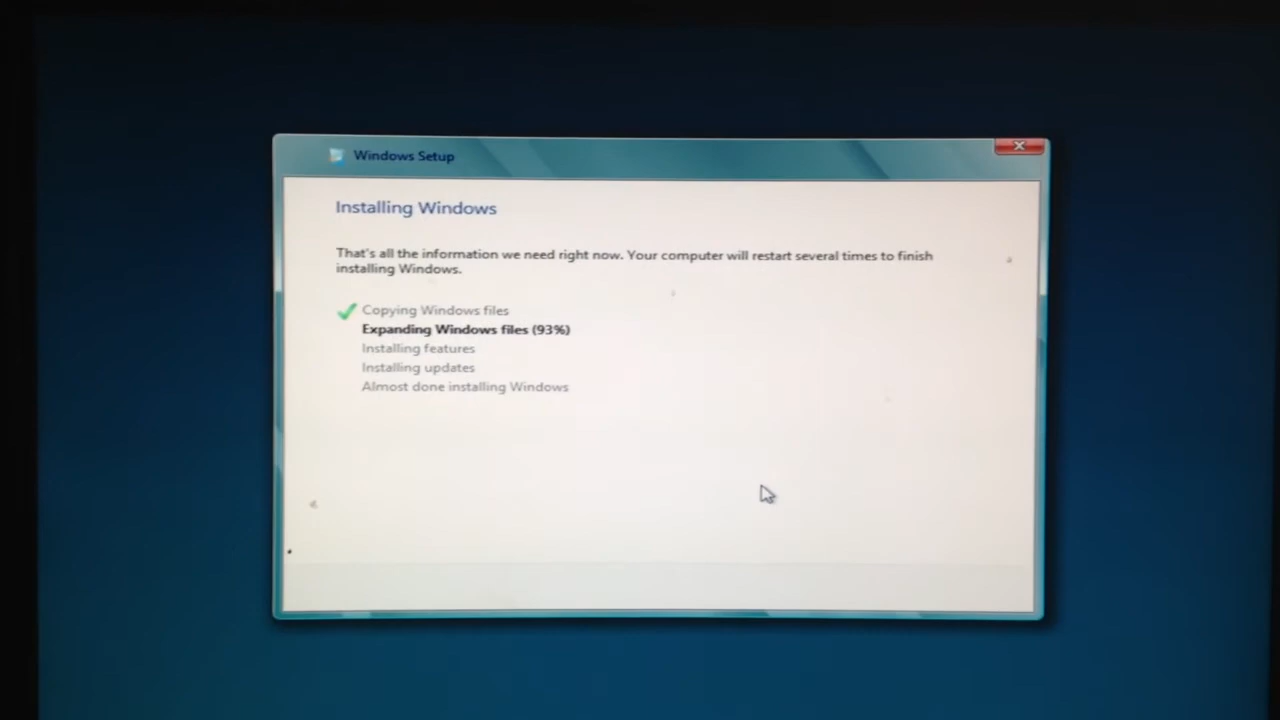 Windows Setup
Installing Windows
That's all the information we need right now. Your computer will restart several times to finish
installing Windows.
Copying Windows files
Expanding Windows files (93%)
Installing features
Installing updates
Almost done installing Windows